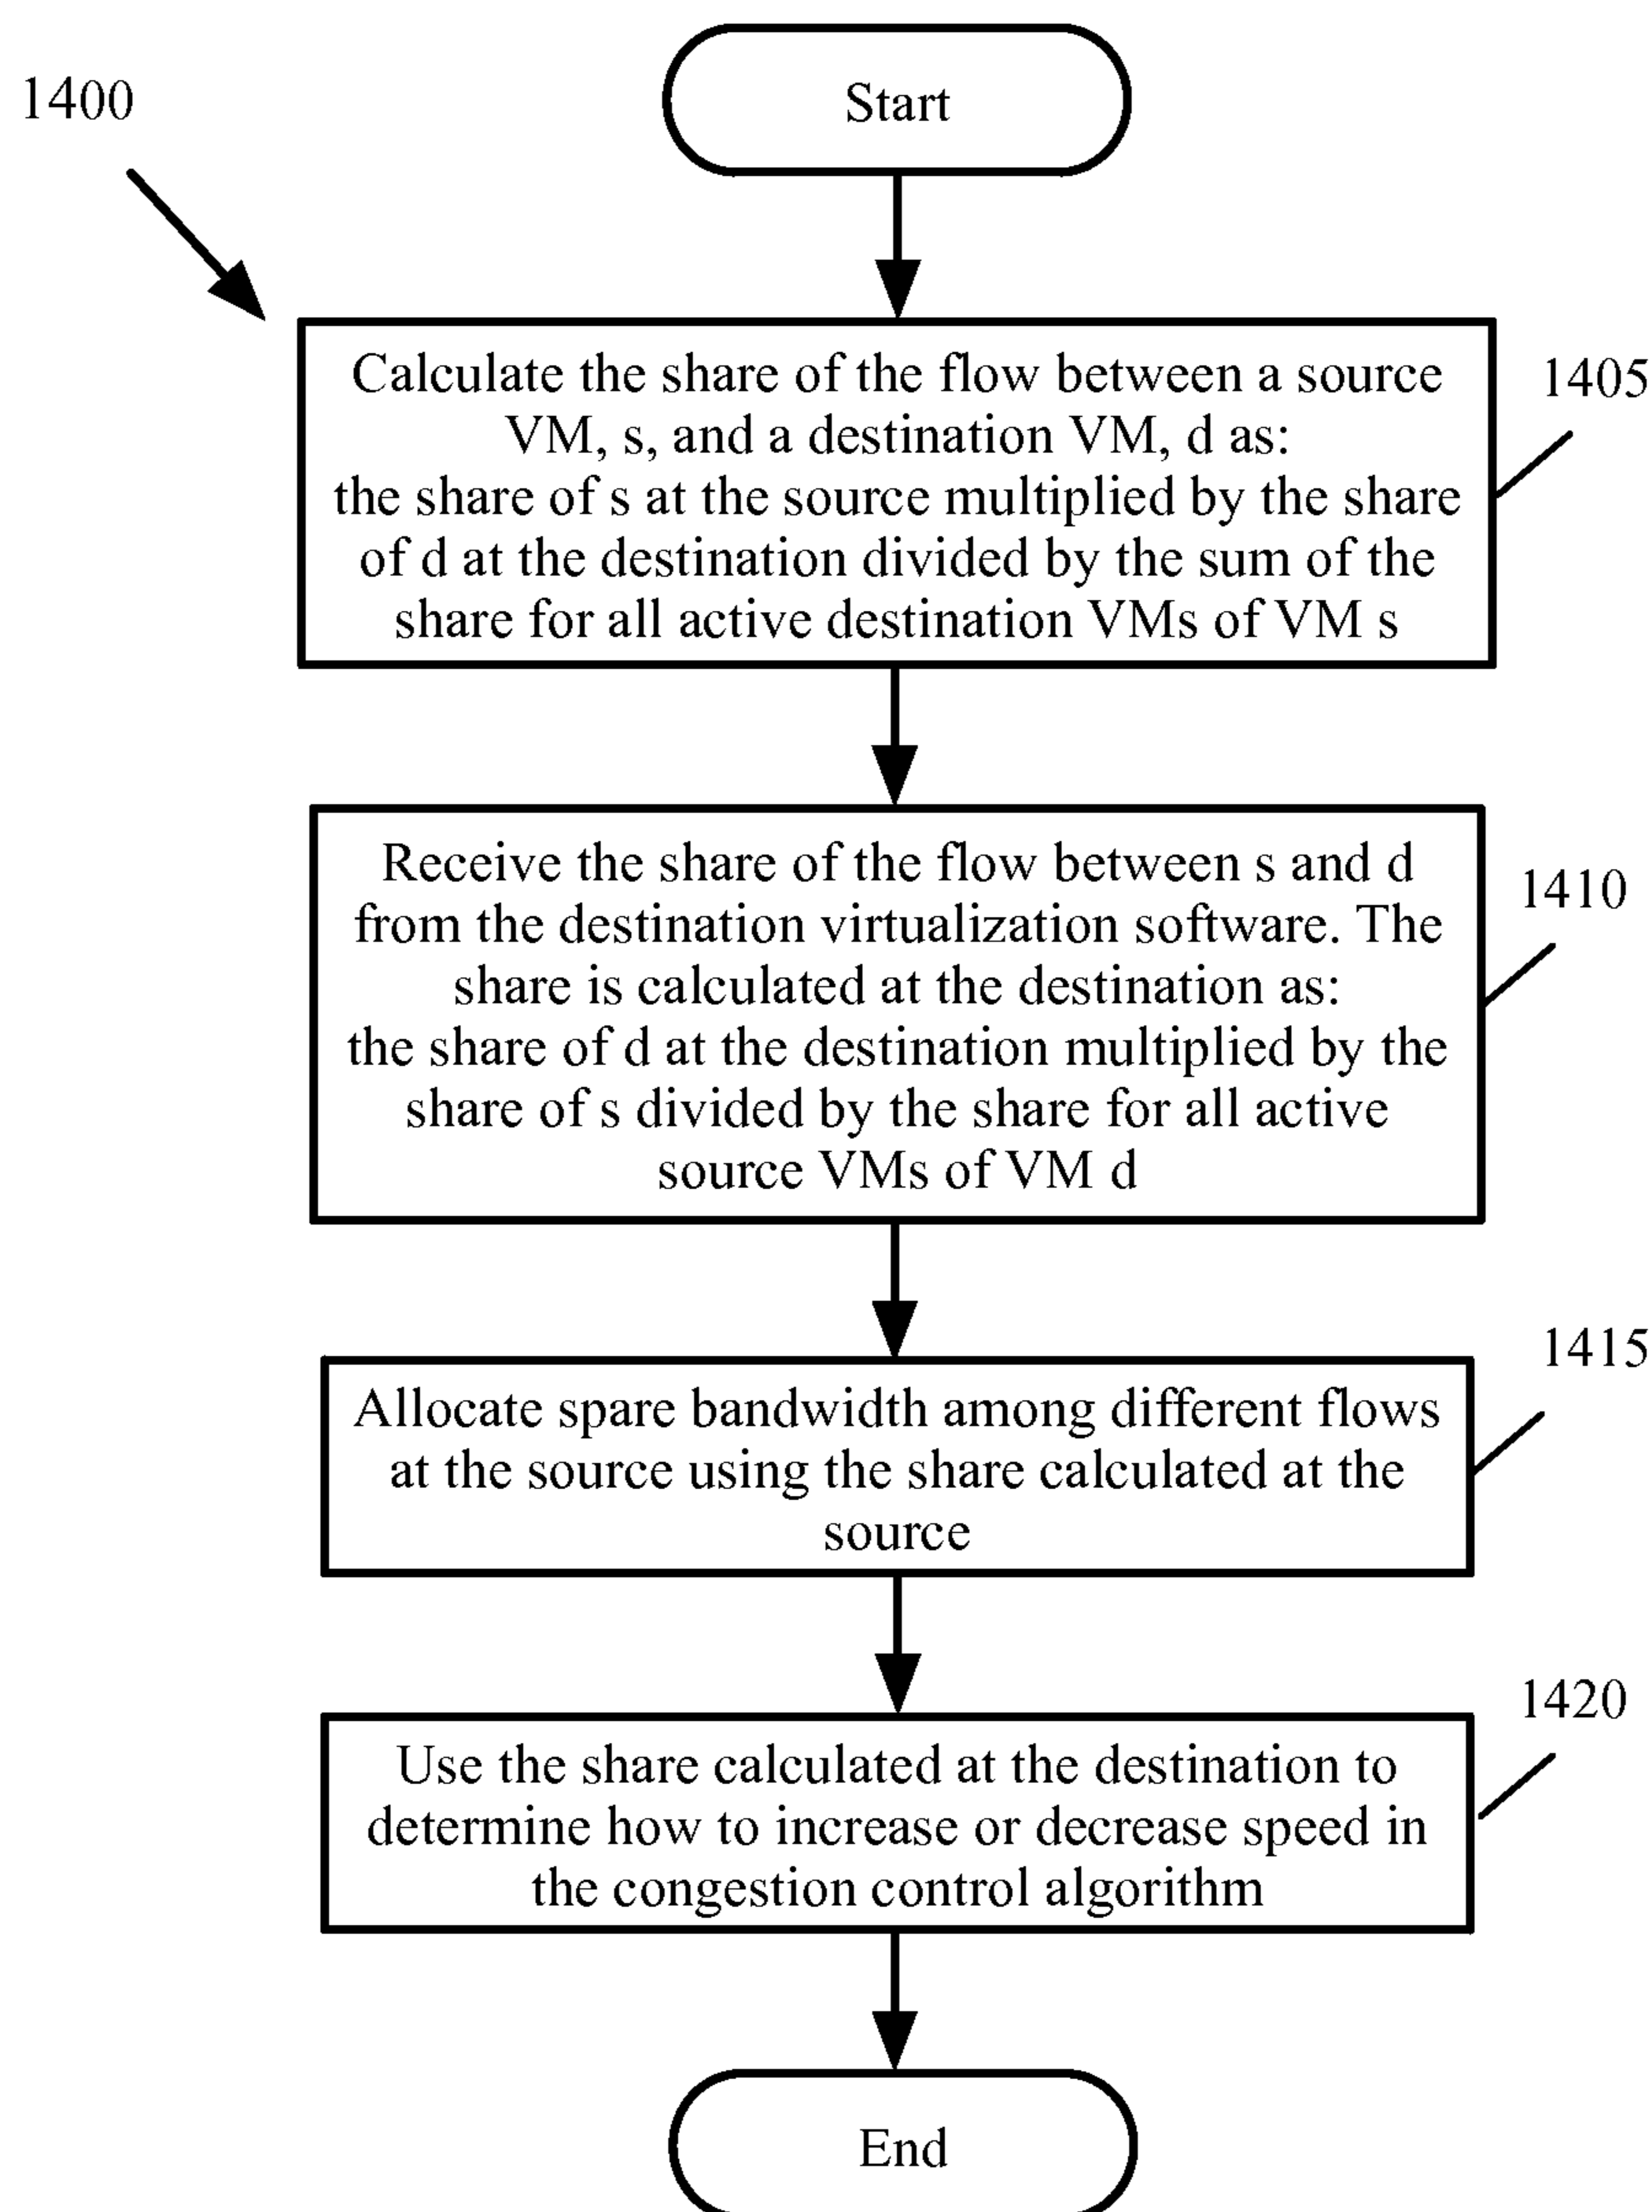 1400
Start
Calculate the share of the flow between a source
VM, s, and a destination VM, d as:
the share of s at the source multiplied by the share
of d at the destination divided by the sum of the
share for all active destination VMs of VM s
1405
Receive the share of the flow between s and d
from the destination virtualization software. The
share is calculated at the destination as:
the share of d at the destination multiplied by the
share of s divided by the share for all active
source VMs of VM d
1410
Allocate spare bandwidth among different flows
at the source using the share calculated at the
source
1415
Use the share calculated at the destination to
determine how to increase or decrease speed in
the congestion control algorithm
1420
End